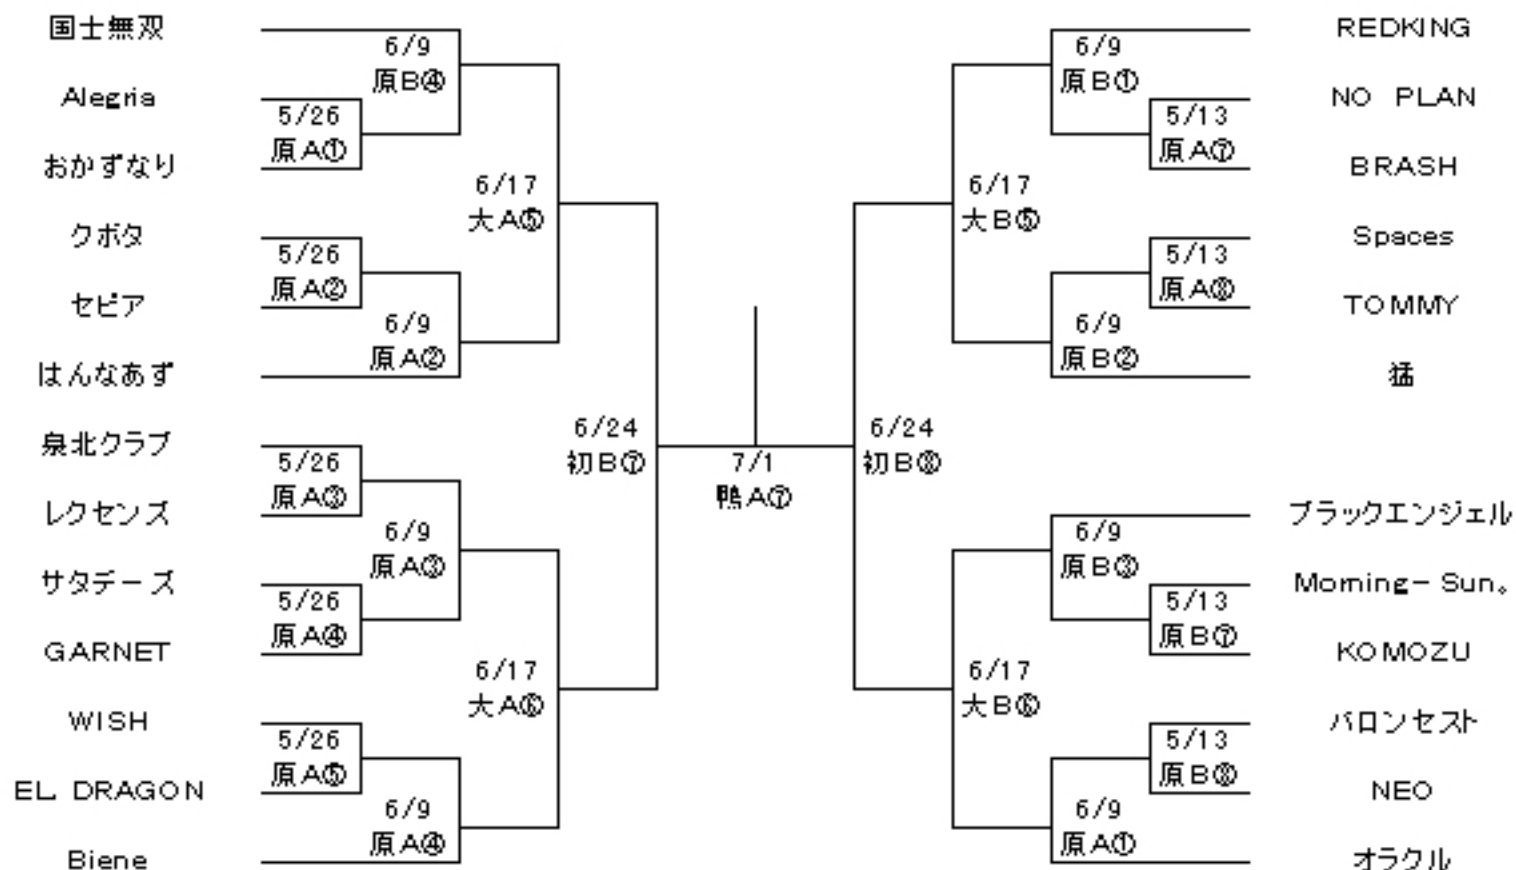 国士無双
6/9
原B④
Alegria
5/26
原A①
おかずなり
6/17
大A⑤
クボタ
5/26
原A②
セピア
6/9
原A②
はんなあず
6/24
初B⑦
泉北クラブ
5/26
原A③
レクセンズ
6/9
原A③
サタデーズ
5/26
原A④
GARNET
6/17
大A⑥
WISH
5/26
原A⑤
EL DRAGON
6/9
原A④
Biene
7/1
鴨A⑦
REDKING
6/9
原B①
NO PLAN
5/13
原A⑦
BRASH
6/17
大B⑤
Spaces
5/13
原A⑧
TOMMY
6/9
原B②
猛
6/24
初B⑧
ブラックエンジェル
6/9
原B③
Morning-Sun。
5/13
原B⑦
KOMOZU
6/17
大B⑥
バロンセスト
5/13
原B⑧
NEO
6/9
原A①
オラクル